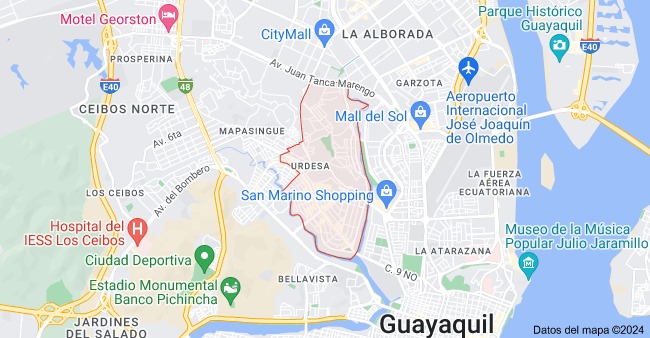 Motel Georston
PROSPERINA
E40
48
CEIBOS NORTE
Av. 6ta
MAPASINGUE
LOS CEIBOS
Av. del Bombero
CityMall
LA ALBORADA
Av. Juan Tanca-Marengo
GARZOTA
Mall del Sol
URDESA
San Marino Shopping
Parque Histórico
Guayaquil
E40
Aeropuerto
Internacional
José Joaquín
de Olmedo
LA FUERZA
AÉREA
ECUATORIANA
Hospital del
IESS Los Ceibos
Ciudad Deportiva
Estadio Monumental
Banco Pichincha
BELLAVISTA
C. 9 NO
LA ATARAZANA
Museo de la Música
Popular Julio Jaramillo
JARDINES
DEL SALADO
Guayaquil
Datos del mapa ©2024